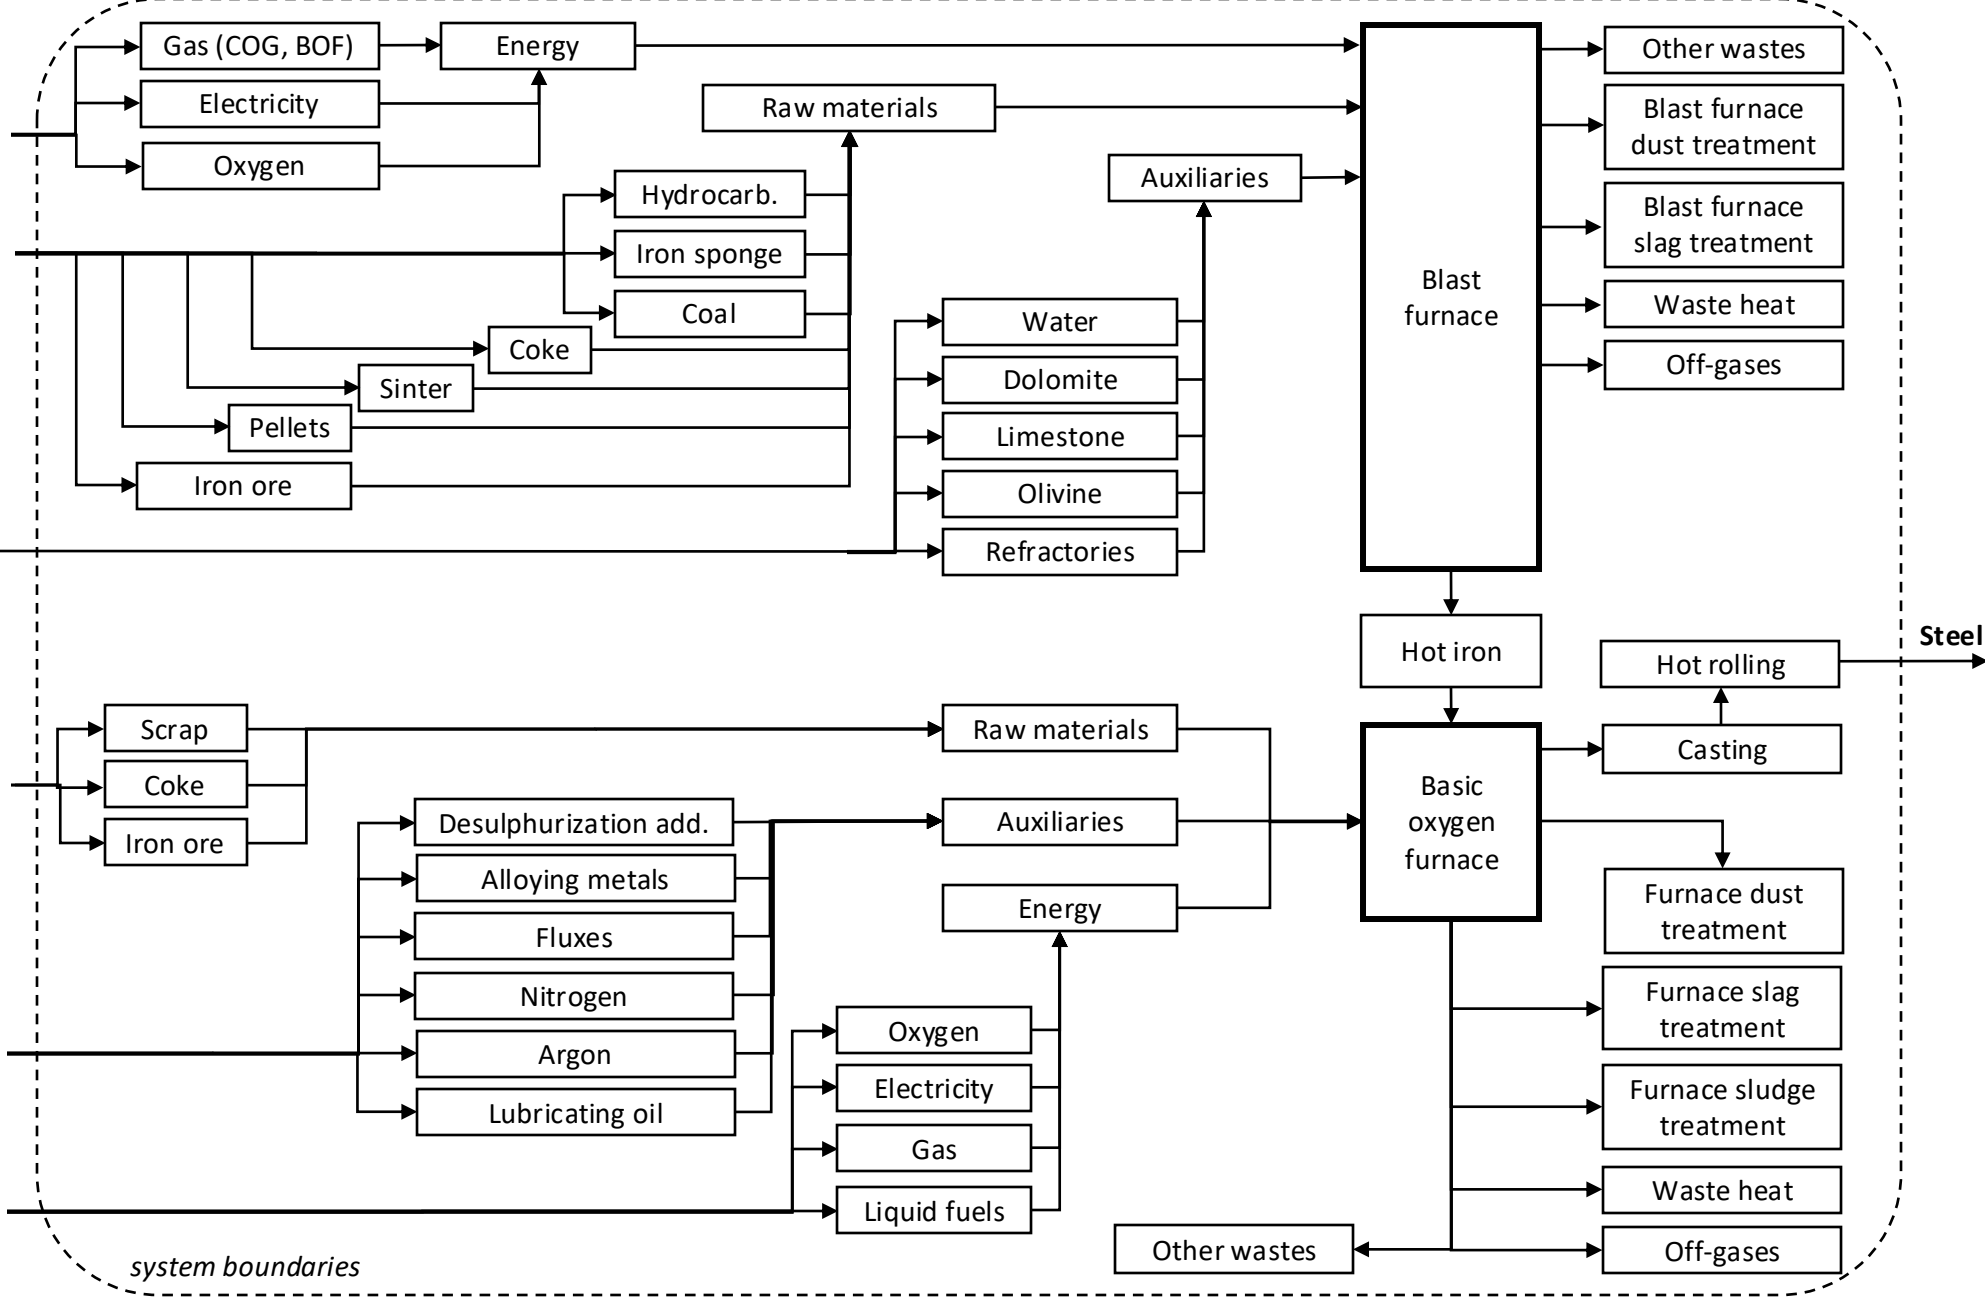 Gas (COG, BOF)
Energy
Electricity
Oxygen
Raw materials
Hydrocarb.
Iron sponge
Coal
Coke
Sinter
Pellets
Iron ore
Auxiliaries
Water
Dolomite
Limestone
Olivine
Refractories
Blast
furnace
Other wastes
Blast furnace
dust treatment
Blast furnace
slag treatment
Waste heat
Off-gases
Hot iron
Hot rolling
Steel
Casting
Scrap
Coke
Iron ore
Raw materials
Desulphurization add.
Alloying metals
Fluxes
Nitrogen
Argon
Lubricating oil
Auxiliaries
Energy
Oxygen
Electricity
Gas
Liquid fuels
Basic
oxygen
furnace
Furnace dust
treatment
Furnace slag
treatment
Furnace sludge
treatment
Waste heat
Off-gases
Other wastes
system boundaries